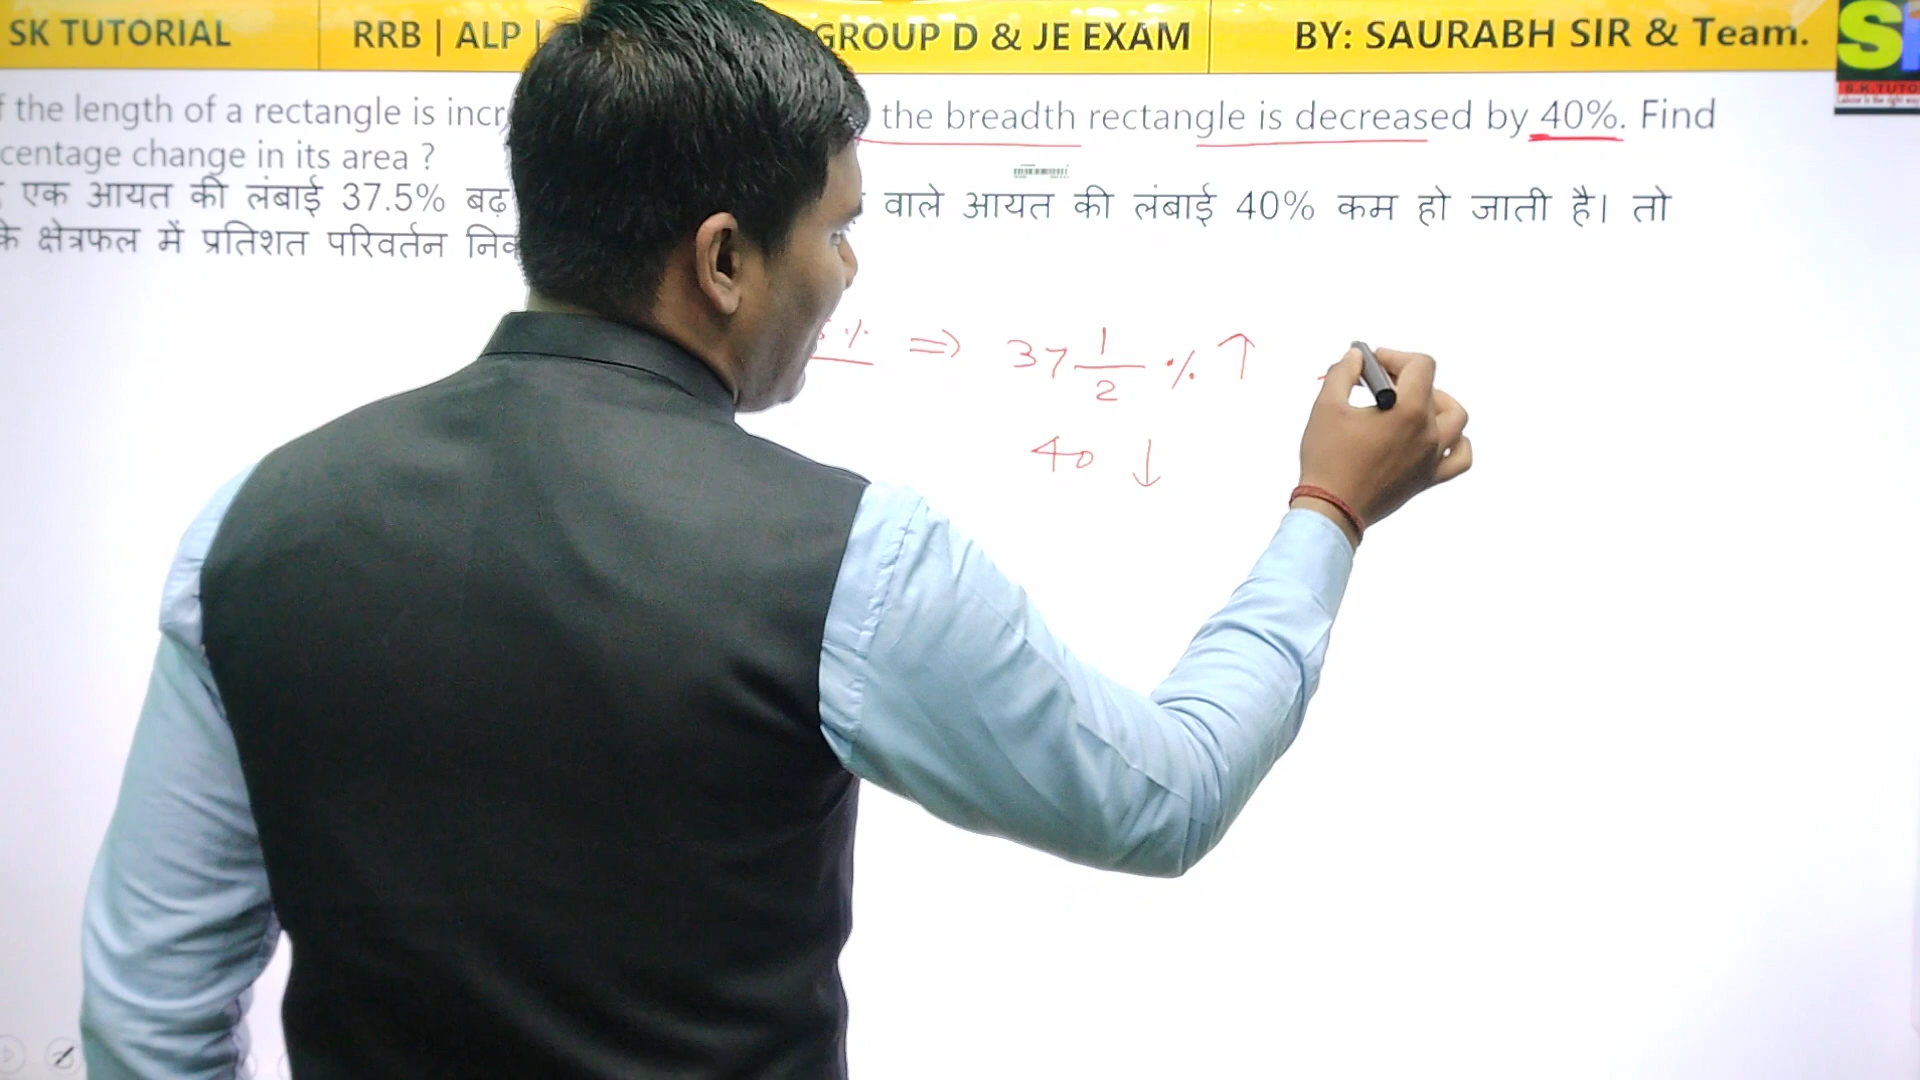 SK TUTORIAL RRB | ALP | GROUP D & JE EXAM BY: SAURABH SIR & Team.
f the length of a rectangle is incr the breadth rectangle is decreased by 40%. Find
centage change in its area ?
एक आयत की लंबाई 37.5% बढ़ वाले आयत की लंबाई 40% कम हो जाती है। तो
के क्षेत्रफल में प्रतिशत परिवर्तन निक
% ⇒ 37 1/2 % ↑
40 ↓